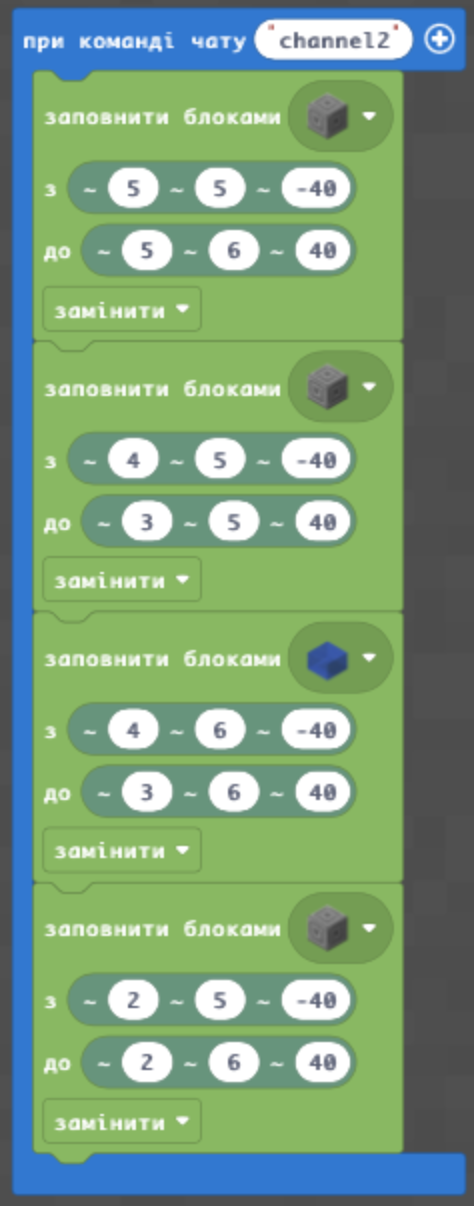 при команді чату "channel2"
заповнити блоками
з ~ 5 ~ 5 ~ -40
до ~ 5 ~ 6 ~ 40
замінити
заповнити блоками
з ~ 4 ~ 5 ~ -40
до ~ 3 ~ 5 ~ 40
замінити
заповнити блоками
з ~ 4 ~ 6 ~ -40
до ~ 3 ~ 6 ~ 40
замінити
заповнити блоками
з ~ 2 ~ 5 ~ -40
до ~ 2 ~ 6 ~ 40
замінити